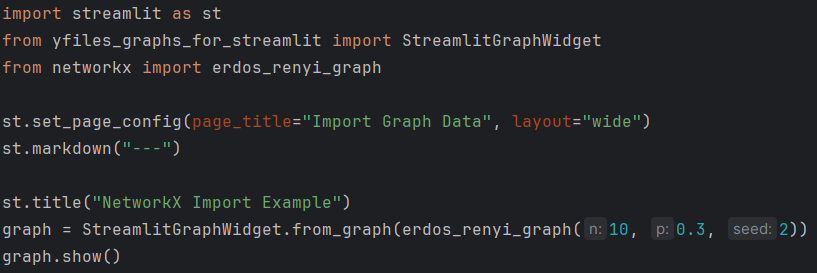 import streamlit as st
from yfiles_graphs_for_streamlit import StreamlitGraphWidget
from networkx import erdos_renyi_graph
st.set_page_config(page_title="Import Graph Data", layout="wide")
st.markdown("---")
st.title("NetworkX Import Example")
graph = StreamlitGraphWidget.from_graph(erdos_renyi_graph( n: 10, p: 0.3, seed: 2))
graph.show()